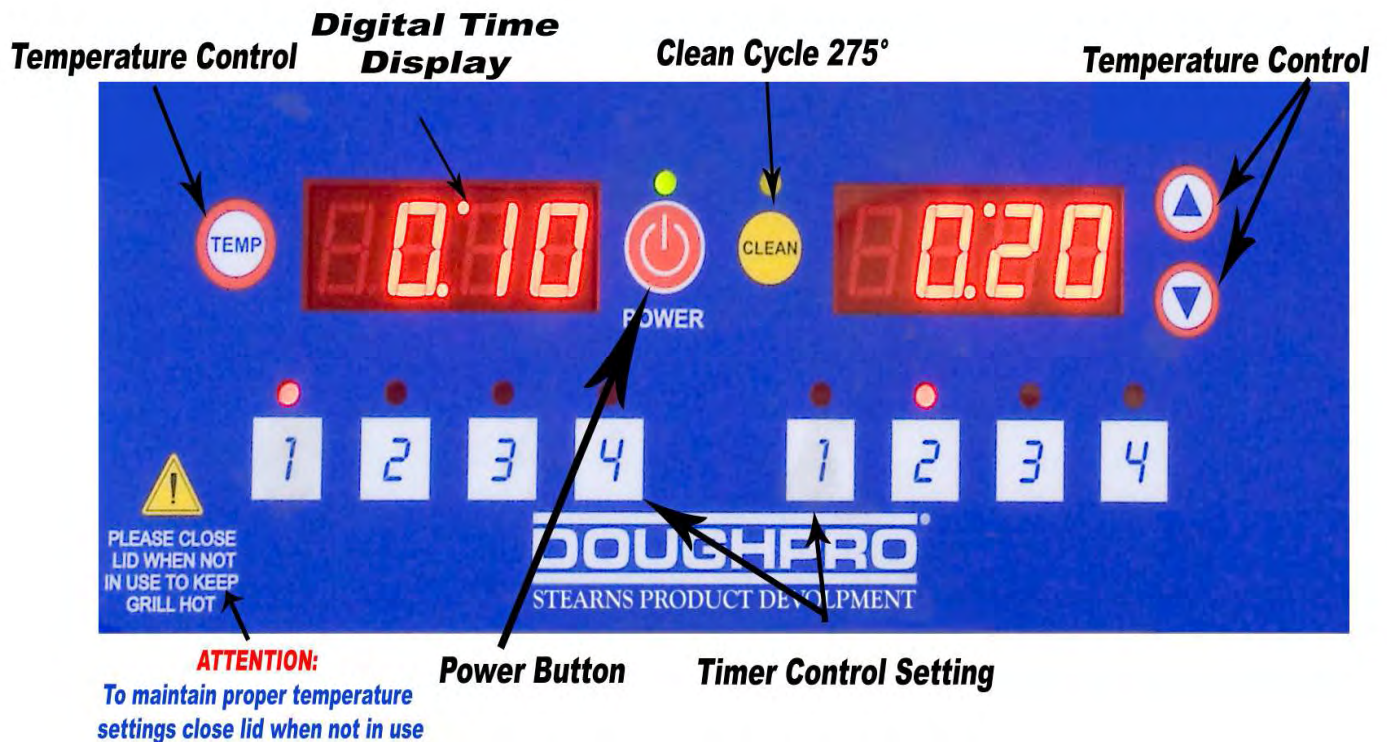 Digital Time
Display
Temperature Control
Clean Cycle 275°
Temperature Control
TEMP
0.10
POWER
CLEAN
0.20
1
2
3
4
1
2
3
4
PLEASE CLOSE
LID WHEN NOT
IN USE TO KEEP
GRILL HOT
DOUGHPRO®
STEARNS PRODUCT DEVOLPMENT
ATTENTION:
To maintain proper temperature
settings close lid when not in use
Power Button
Timer Control Setting